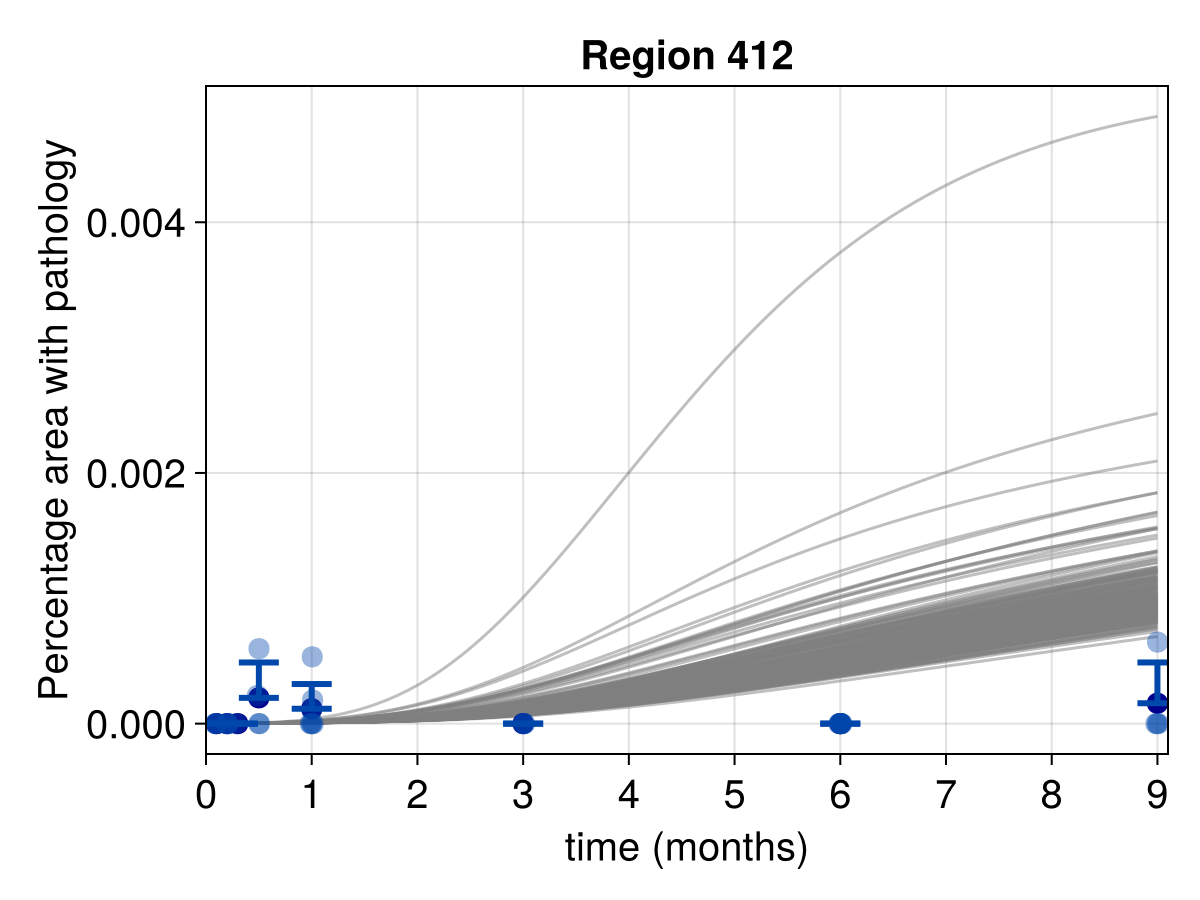 Region 412
Percentage area with pathology
0.004
0.002
0.000
0 1 2 3 4 5 6 7 8 9
time (months)